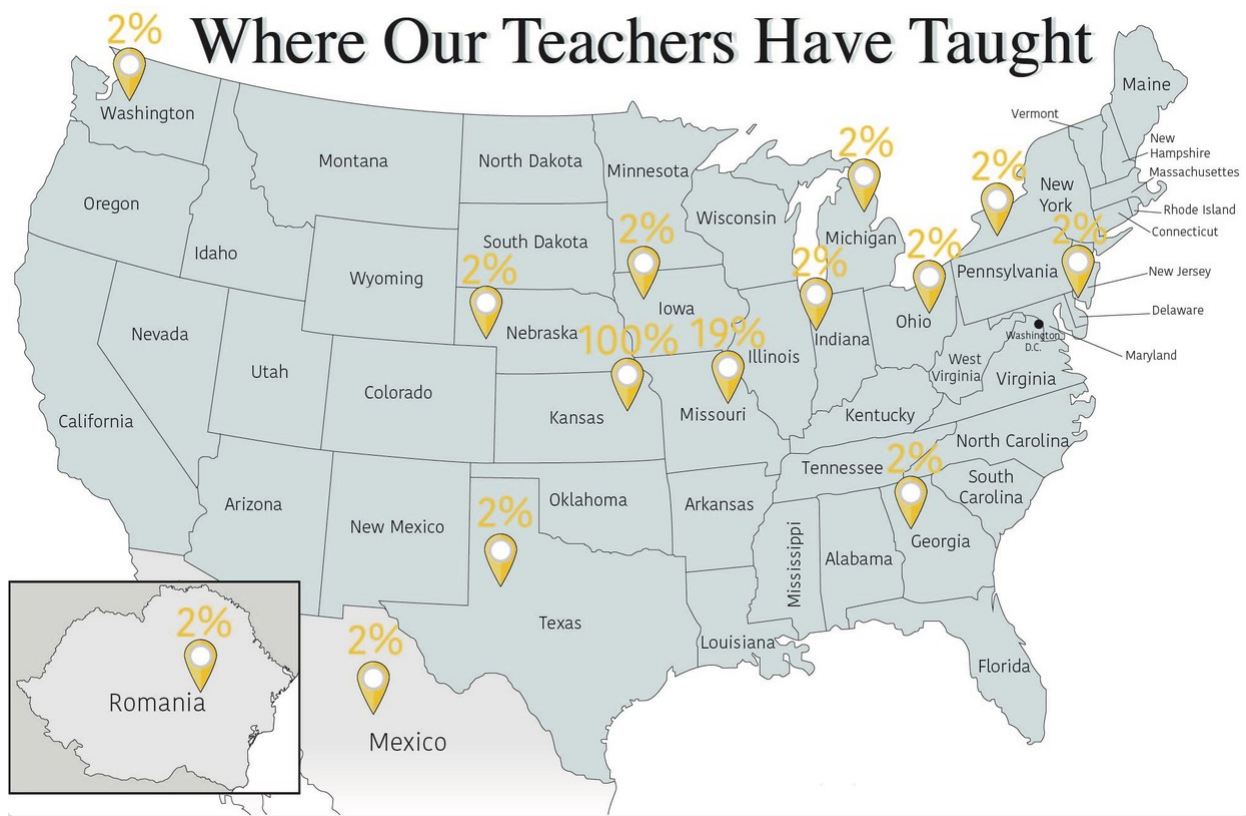 2%
Where Our Teachers Have Taught
Washington
Montana
North Dakota
Minnesota
2%
2%
Maine
Vermont
New
Hampshire
Massachusetts
New
York
Rhode Island
Connecticut
Oregon
Idaho
Wyoming
South Dakota
2%
Wisconsin
Michigan
2%
2%
2%
Pennsylvania
2%
New Jersey
Delaware
Maryland
Washington
D.C.
Nevada
Utah
Colorado
Nebraska
Iowa
100%
19%
Illinois
Indiana
Ohio
West
Virginia
Virginia
California
Kansas
Missouri
Kentucky
North Carolina
Tennessee
2%
South
Carolina
Arizona
New Mexico
2%
Oklahoma
Arkansas
Mississippi
Alabama
Georgia
2%
Romania
2%
Mexico
Texas
Louisiana
Florida